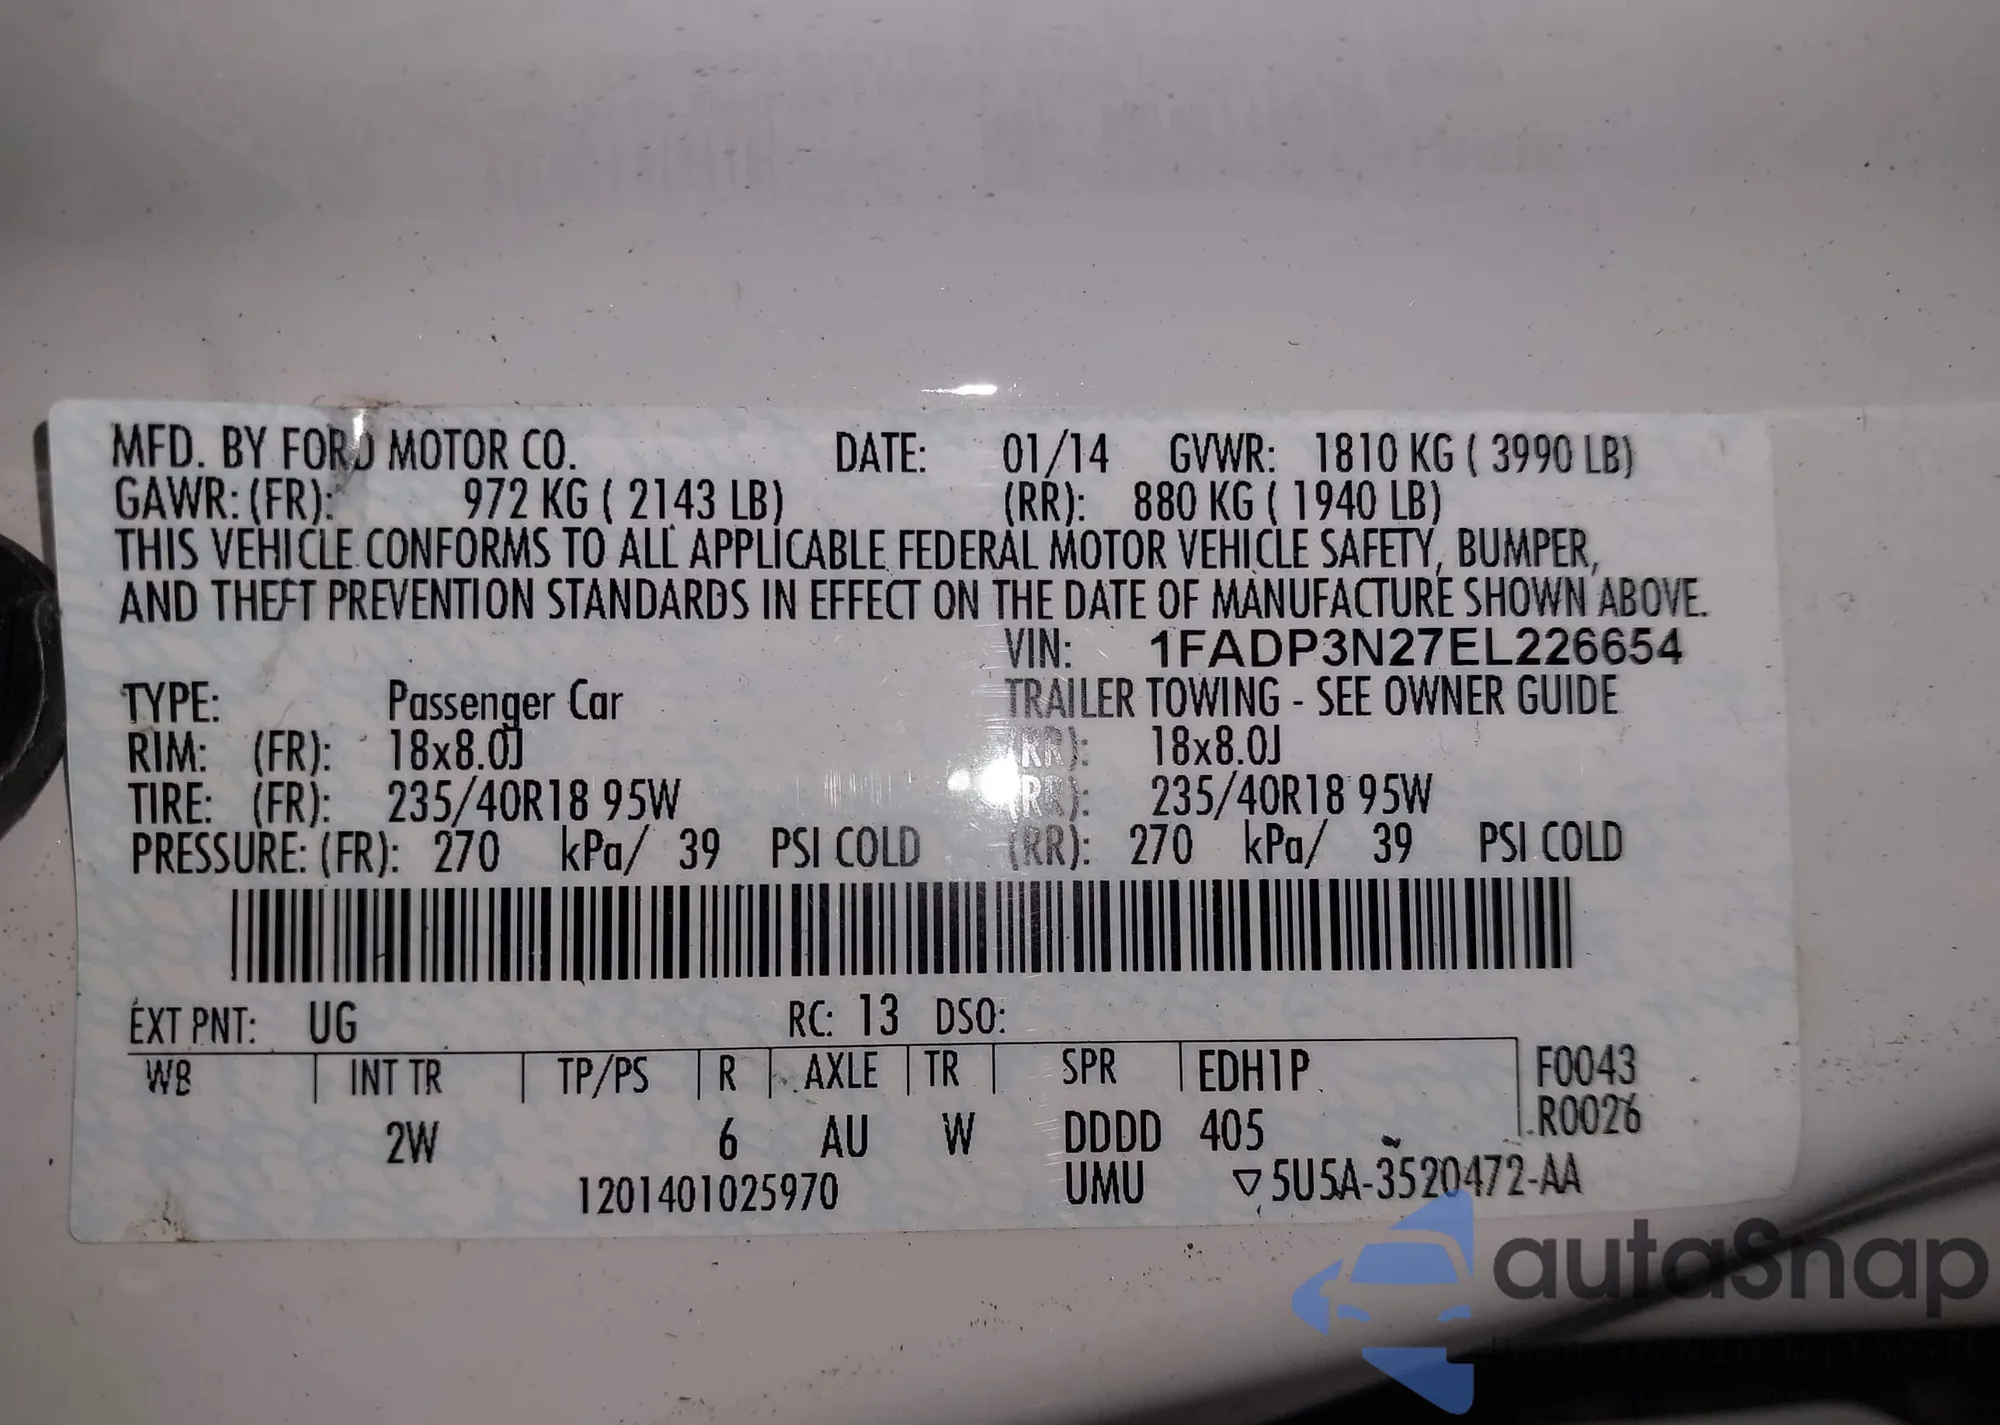 MFD. BY FORD MOTOR CO. DATE: 01/14 GVWR: 1810 KG ( 3990 LB)
GAWR: (FR): 972 KG ( 2143 LB) (RR): 880 KG ( 1940 LB)
THIS VEHICLE CONFORMS TO ALL APPLICABLE FEDERAL MOTOR VEHICLE SAFETY, BUMPER,
AND THEFT PREVENTION STANDARDS IN EFFECT ON THE DATE OF MANUFACTURE SHOWN ABOVE.
VIN: 1FADP3N27EL226654
TYPE: Passenger Car TRAILER TOWING - SEE OWNER GUIDE
RIM: (FR): 18x8.0J (RR): 18x8.0J
TIRE: (FR): 235/40R18 95W (RR): 235/40R18 95W
PRESSURE: (FR): 270 kPa/ 39 PSI COLD (RR): 270 kPa/ 39 PSI COLD
EXT PNT: UG RC: 13 DSO:
WB INT TR TP/PS R AXLE TR SPR EDH1P F0043
2W 6 AU W DDDD 405 R0026
1201401025970 UMU ▽5U5A-3520472-AA
autaSnap